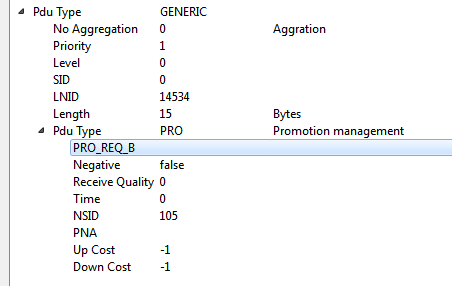 Pdu Type GENERIC
No Aggregation 0 Aggration
Priority 1
Level 0
SID 0
LNID 14534
Length 15 Bytes
Pdu Type PRO Promotion management
PRO_REQ_B
Negative false
Receive Quality 0
Time 0
NSID 105
PNA
Up Cost -1
Down Cost -1